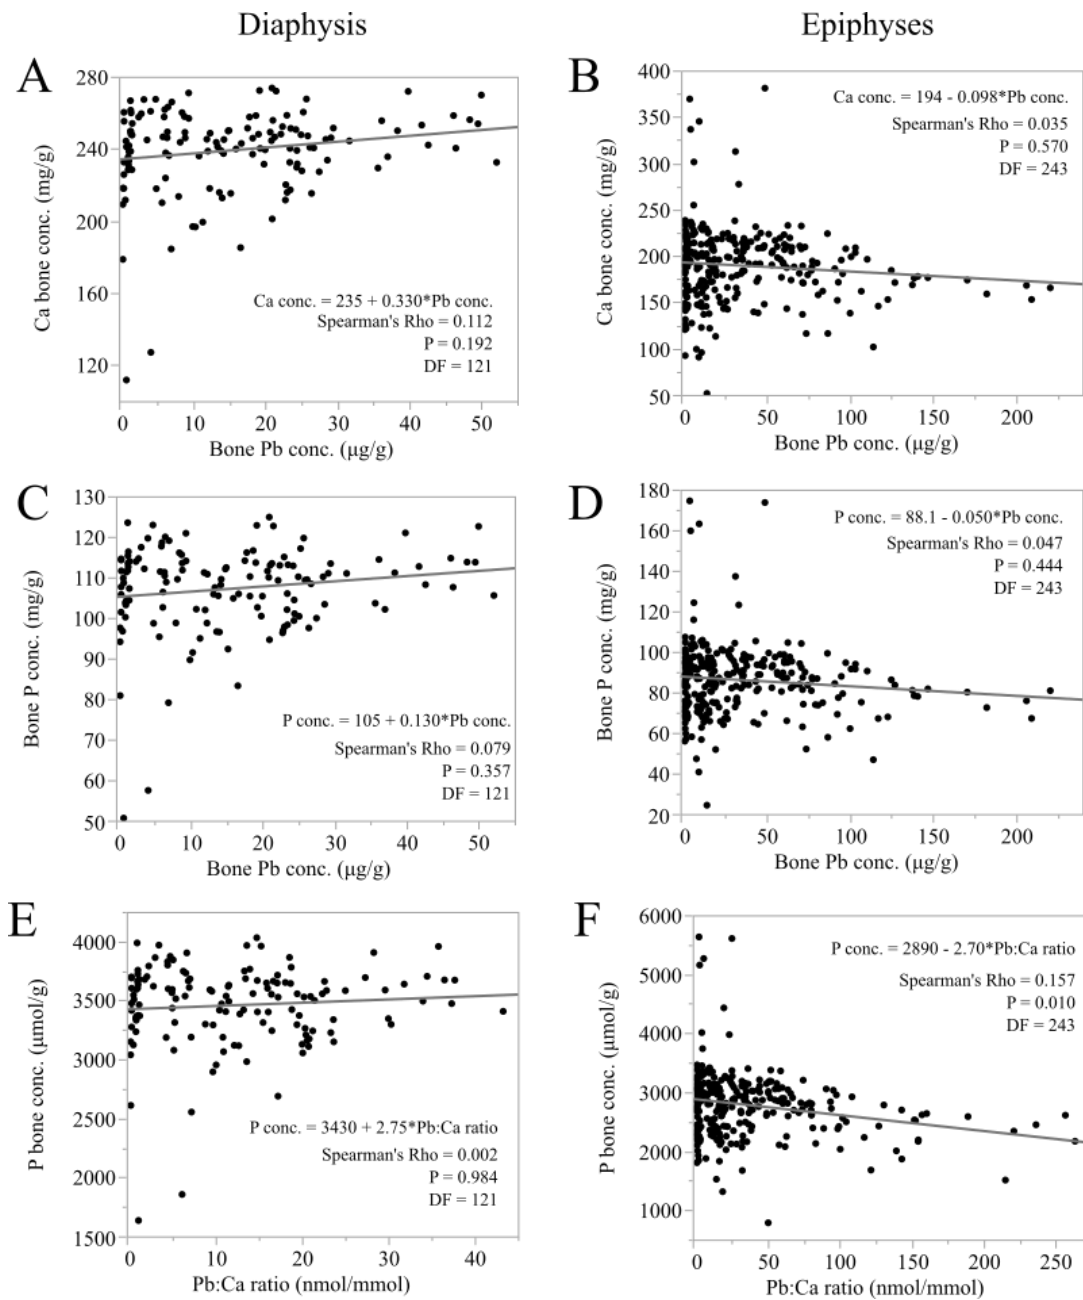 Diaphysis
Epiphyses
A
280
240
200
160
120
Ca bone conc. (mg/g)
Ca conc. = 235 + 0.330*Pb conc.
Spearman's Rho = 0.112
P = 0.192
DF = 121
0 10 20 30 40 50
Bone Pb conc. (μg/g)
B
400
350
300
250
200
150
100
50
Ca bone conc. (mg/g)
Ca conc. = 194 - 0.098*Pb conc.
Spearman's Rho = 0.035
P = 0.570
DF = 243
0 50 100 150 200
Bone Pb conc. (μg/g)
C
130
120
110
100
90
80
70
60
50
Bone P conc. (mg/g)
P conc. = 105 + 0.130*Pb conc.
Spearman's Rho = 0.079
P = 0.357
DF = 121
0 10 20 30 40 50
Bone Pb conc. (μg/g)
D
180
160
140
120
100
80
60
40
20
Bone P conc. (mg/g)
P conc. = 88.1 - 0.050*Pb conc.
Spearman's Rho = 0.047
P = 0.444
DF = 243
0 50 100 150 200
Bone Pb conc. (μg/g)
E
4000
3500
3000
2500
2000
1500
P bone conc. (μmol/g)
P conc. = 3430 + 2.75*Pb:Ca ratio
Spearman's Rho = 0.002
P = 0.984
DF = 121
0 10 20 30 40
Pb:Ca ratio (nmol/mmol)
F
6000
5000
4000
3000
2000
1000
P bone conc. (μmol/g)
P conc. = 2890 - 2.70*Pb:Ca ratio
Spearman's Rho = 0.157
P = 0.010
DF = 243
0 50 100 150 200 250
Pb:Ca ratio (nmol/mmol)